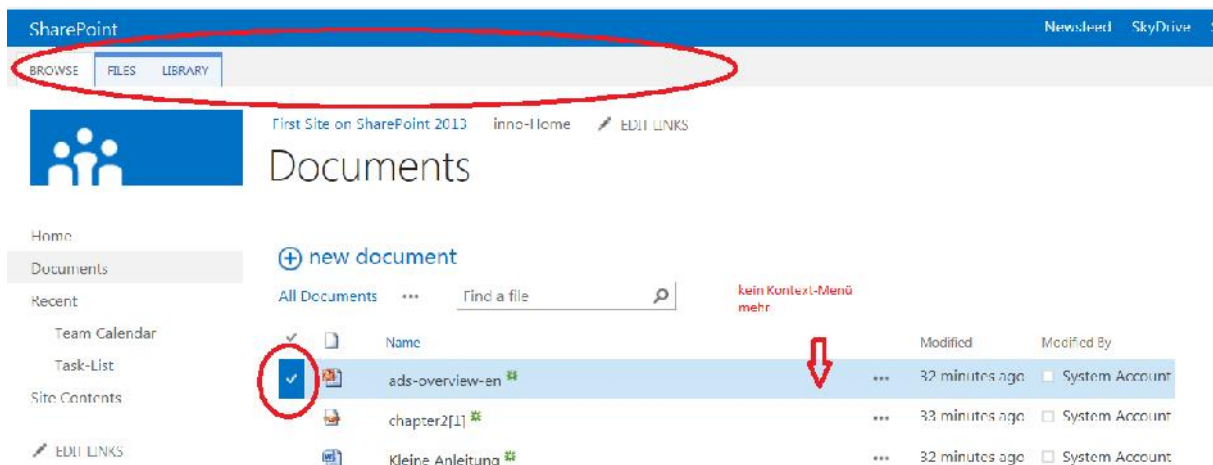 SharePoint
Newsfeed SkyDrive
BROWSE FILES LIBRARY
First Site on SharePoint 2013 inno-Home EDIT LINKS
Documents
Home
Documents
Recent
Team Calendar
Task-List
Site Contents
EDIT LINKS
new document
All Documents ••• Find a file
kein Kontext-Menü
mehr
Name Modified Modified By
ads-overview-en ••• 32 minutes ago System Account
chapter2[1] ••• 33 minutes ago System Account
Kleine Anleitung ••• 32 minutes ago System Account